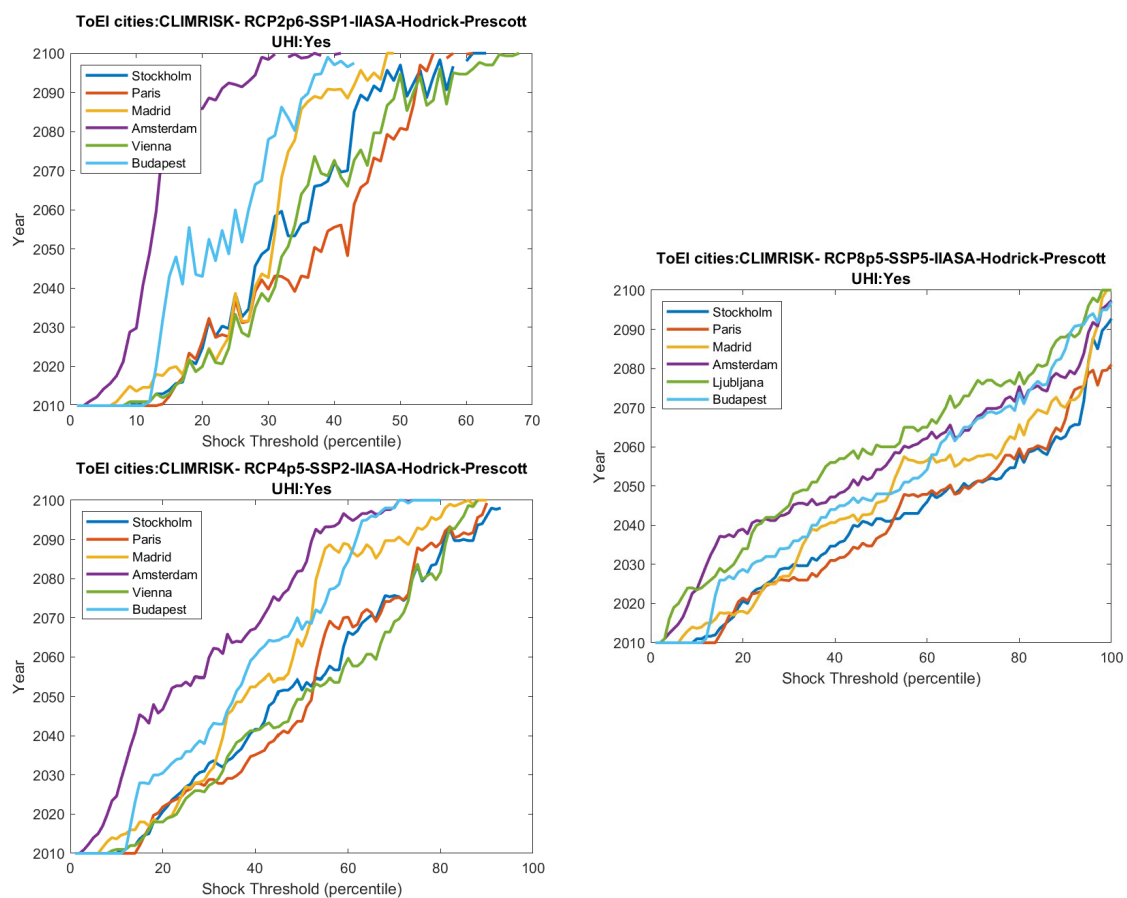 ToEI cities:CLIMRISK- RCP2p6-SSP1-IIASA-Hodrick-Prescott
UHI:Yes
2100
2090
2080
2070
2060
2050
2040
2030
2020
2010
Year
Stockholm
Paris
Madrid
Amsterdam
Vienna
Budapest
0 10 20 30 40 50 60 70
Shock Threshold (percentile)
ToEI cities:CLIMRISK- RCP4p5-SSP2-IIASA-Hodrick-Prescott
UHI:Yes
2100
2090
2080
2070
2060
2050
2040
2030
2020
2010
Year
Stockholm
Paris
Madrid
Amsterdam
Vienna
Budapest
0 20 40 60 80 100
Shock Threshold (percentile)
ToEI cities:CLIMRISK- RCP8p5-SSP5-IIASA-Hodrick-Prescott
UHI:Yes
2100
2090
2080
2070
2060
2050
2040
2030
2020
2010
Year
Stockholm
Paris
Madrid
Amsterdam
Ljubljana
Budapest
0 20 40 60 80 100
Shock Threshold (percentile)